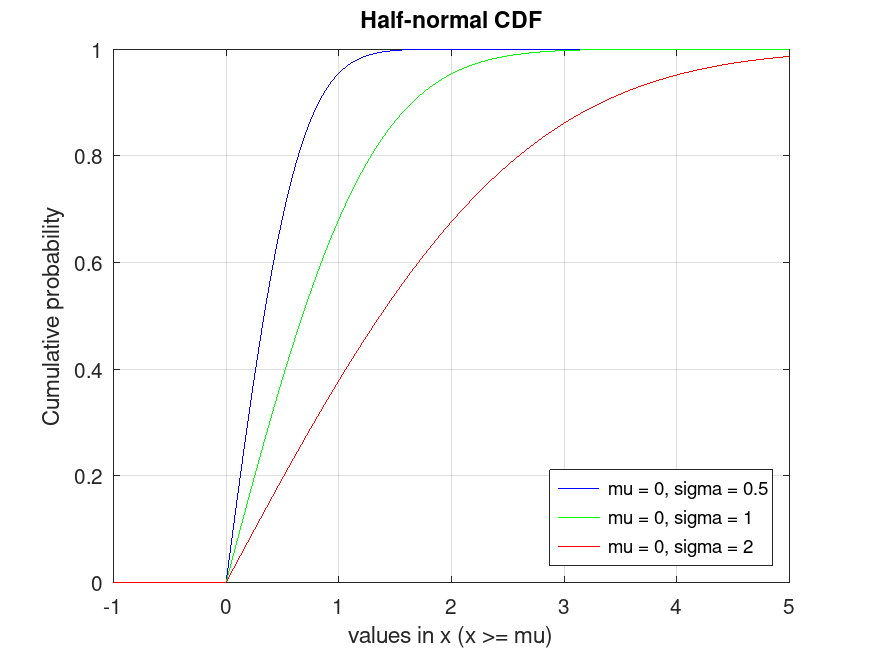 Half-normal CDF
1
0.8
0.6
0.4
0.2
0
Cumulative probability
mu = 0, sigma = 0.5
mu = 0, sigma = 1
mu = 0, sigma = 2
-1 0 1 2 3 4 5
values in x (x >= mu)